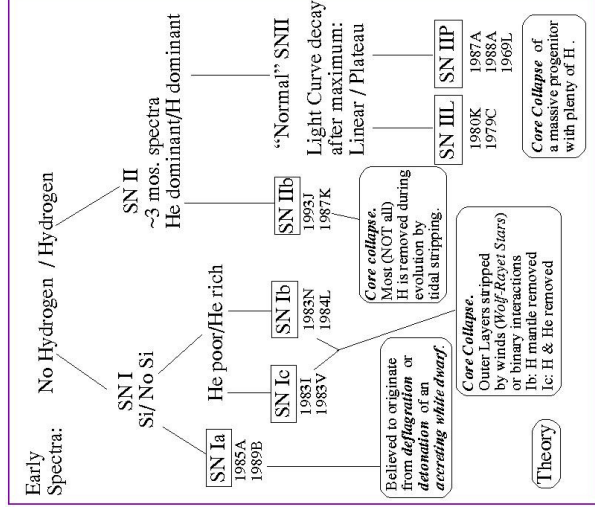 Early
Spectra:
No Hydrogen / Hydrogen
SN I
Si/ No Si
SN II
~3 mos. spectra
He dominant/H dominant
He poor/He rich
“Normal” SNII
Light Curve decay
after maximum:
Linear / Plateau
SN Ia
1985A
1989B
SN Ic
1983I
1983V
SN Ib
1983N
1984L
SN IIb
1993J
1987K
SN IIL
1980K
1979C
SN IIP
1987A
1988A
1969L
Believed to originate
from deflagration or
detonation of an
accreting white dwarf.
Core Collapse.
Outer Layers stripped
by winds (Wolf-Rayet Stars)
or binary interactions
Ib: H mantle removed
Ic: H & He removed
Core collapse.
Most (NOT all)
H is removed during
evolution by
tidal stripping.
Core Collapse of
a massive progenitor
with plenty of H .
Theory